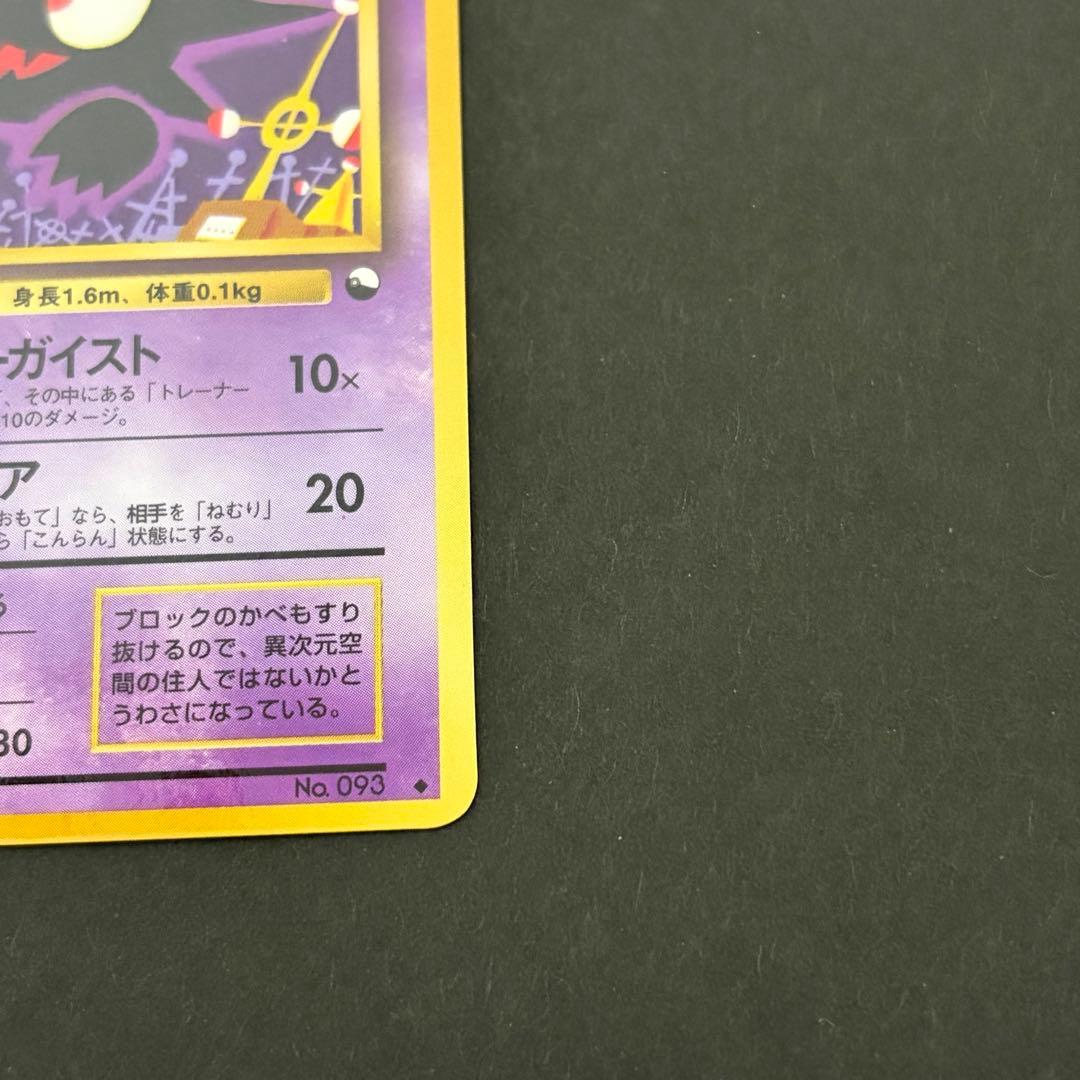 身長1.6m、体重0.1kg
ーガイスト 10×
、その中にある「トレーナー
10のダメージ。
ア 20
おもて」なら、相手を「ねむり」
ら「こんらん」状態にする。
ブロックのかべもすり
抜けるので、異次元空
間の住人ではないかと
うわさになっている。
30
No. 093 ◆